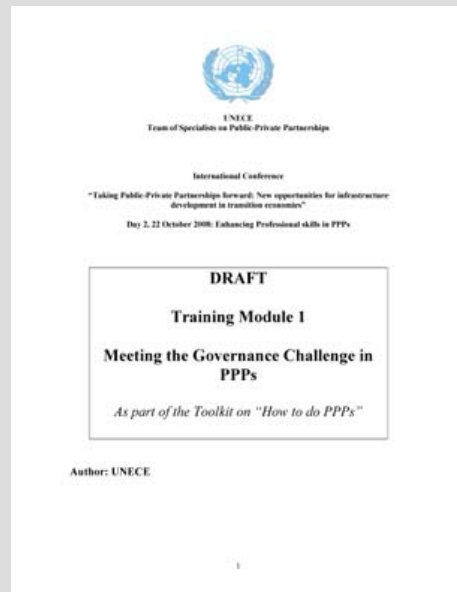 UNECE
Team of Specialists on Public-Private Partnerships
International Conference
"Taking Public-Private Partnerships forward: New opportunities for infrastructure
development in transition economies"
Day 2, 22 October 2008: Enhancing Professional skills in PPPs
DRAFT
Training Module 1
Meeting the Governance Challenge in
PPPs
As part of the Toolkit on "How to do PPPs"
Author: UNECE
1